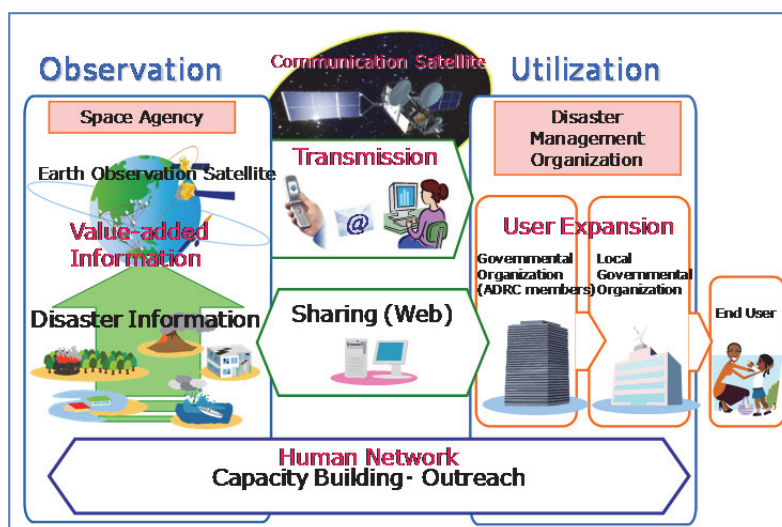 Observation
Communication Satellite
Utilization
Space Agency
Earth Observation Satellite
Value-added
Information
Disaster Information
Transmission
@
Sharing (Web)
Disaster
Management
Organization
User Expansion
Governmental
Organization
(ADRC members)
Local
Governmental
Organization
End User
Human Network
Capacity Building- Outreach